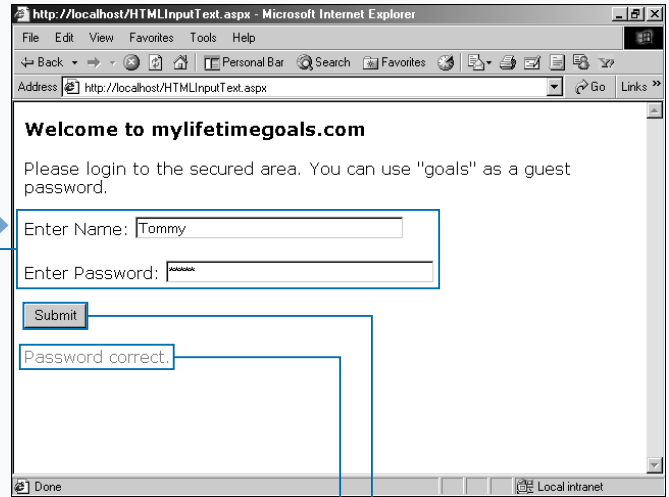 http://localhost/HTMLInputText.aspx - Microsoft Internet Explorer
File Edit View Favorites Tools Help
Back Personal Bar Search Favorites
Address http://localhost/HTMLInputText.aspx Go Links »
Welcome to mylifetimegoals.com
Please login to the secured area. You can use "goals" as a guest
password.
Enter Name: Tommy
Enter Password: *****
Submit
Password correct.
Done Local intranet